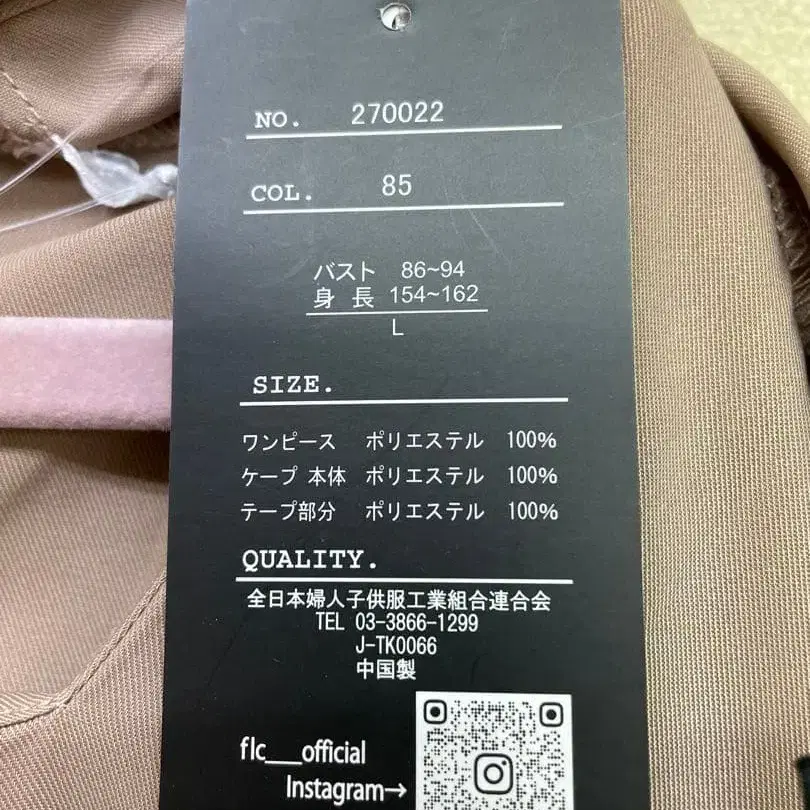 NO. 270022
COL. 85
バスト 86~94
身 長 154~162
L
SIZE.
ワンピース ポリエステル 100%
ケープ 本体 ポリエステル 100%
テープ部分 ポリエステル 100%
QUALITY.
全日本婦人子供服工業組合連合会
TEL 03-3866-1299
J-TK0066
中国製
flc___official
Instagram→